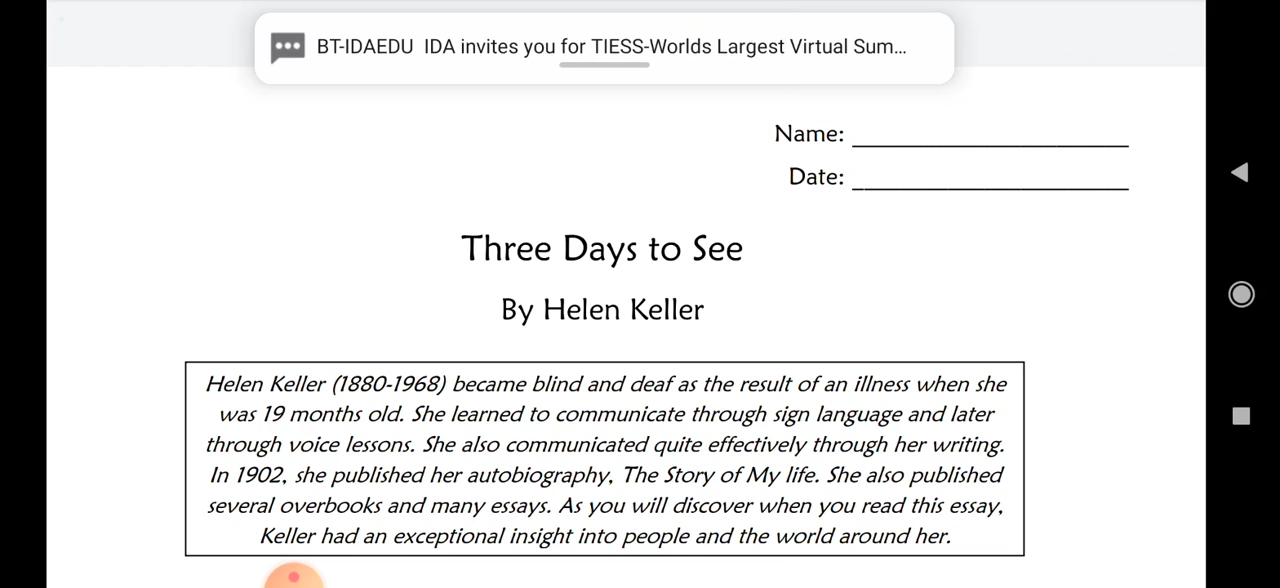 BT-IDAEDU IDA invites you for TIESS-Worlds Largest Virtual Sum...
Name:
Date:
Three Days to See
By Helen Keller
Helen Keller (1880-1968) became blind and deaf as the result of an illness when she
was 19 months old. She learned to communicate through sign language and later
through voice lessons. She also communicated quite effectively through her writing.
In 1902, she published her autobiography, The Story of My life. She also published
several overbooks and many essays. As you will discover when you read this essay,
Keller had an exceptional insight into people and the world around her.